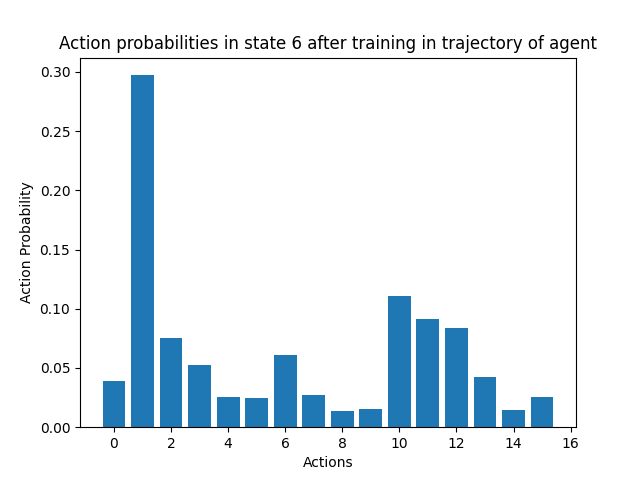 Action probabilities in state 6 after training in trajectory of agent
0.30
0.25
0.20
0.15
0.10
0.05
0.00
Action Probability
0 2 4 6 8 10 12 14 16
Actions